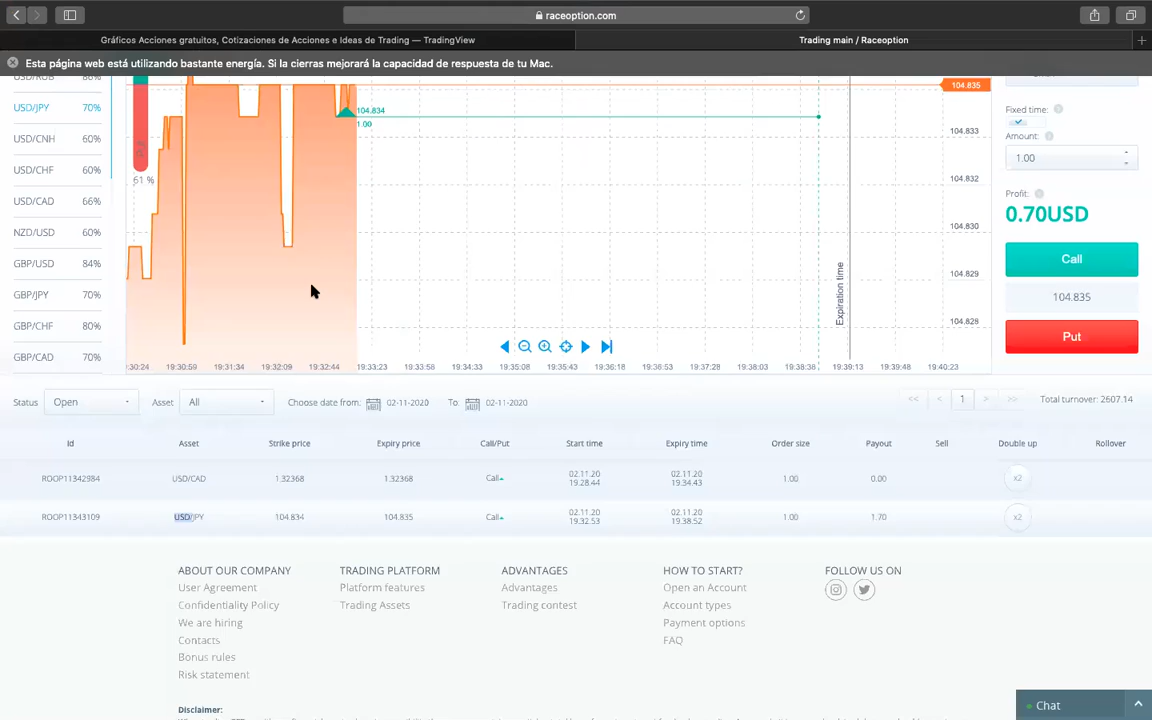 raceoption.com
Gráficos Acciones gratuitos, Cotizaciones de Acciones e Ideas de Trading — TradingView
Trading main / Raceoption
Esta página web está utilizando bastante energía. Si la cierras mejorará la capacidad de respuesta de tu Mac.
USD/RUB 86%
USD/JPY 70%
USD/CNH 60%
USD/CHF 60%
USD/CAD 66%
NZD/USD 60%
GBP/USD 84%
GBP/JPY 70%
GBP/CHF 80%
GBP/CAD 70%
61 %
104.834
1.00
Expiration time
104.835
104.833
104.832
104.830
104.829
104.828
19:30:24 19:30:59 19:31:34 19:32:09 19:32:44 19:33:23 19:33:58 19:34:33 19:35:08 19:35:43 19:36:18 19:36:53 19:37:28 19:38:03 19:38:38 19:39:13 19:39:48 19:40:23
Fixed time:
Amount:
1.00
Profit:
0.70USD
Call
104.835
Put
Status Open Asset All Choose date from: 02-11-2020 To: 02-11-2020 << < 1 > >> Total turnover: 2607.14
Id Asset Strike price Expiry price Call/Put Start time Expiry time Order size Payout Sell Double up Rollover
ROOP11342984 USD/CAD 1.32368 1.32368 Call 02.11.20 19.28.44 02.11.20 19.34.43 1.00 0.00 x2
ROOP11343109 USD/JPY 104.834 104.835 Call 02.11.20 19.32.53 02.11.20 19.38.52 1.00 1.70 x2
ABOUT OUR COMPANY
User Agreement
Confidentiality Policy
We are hiring
Contacts
Bonus rules
Risk statement
TRADING PLATFORM
Platform features
Trading Assets
ADVANTAGES
Advantages
Trading contest
HOW TO START?
Open an Account
Account types
Payment options
FAQ
FOLLOW US ON
Disclaimer:
Chat